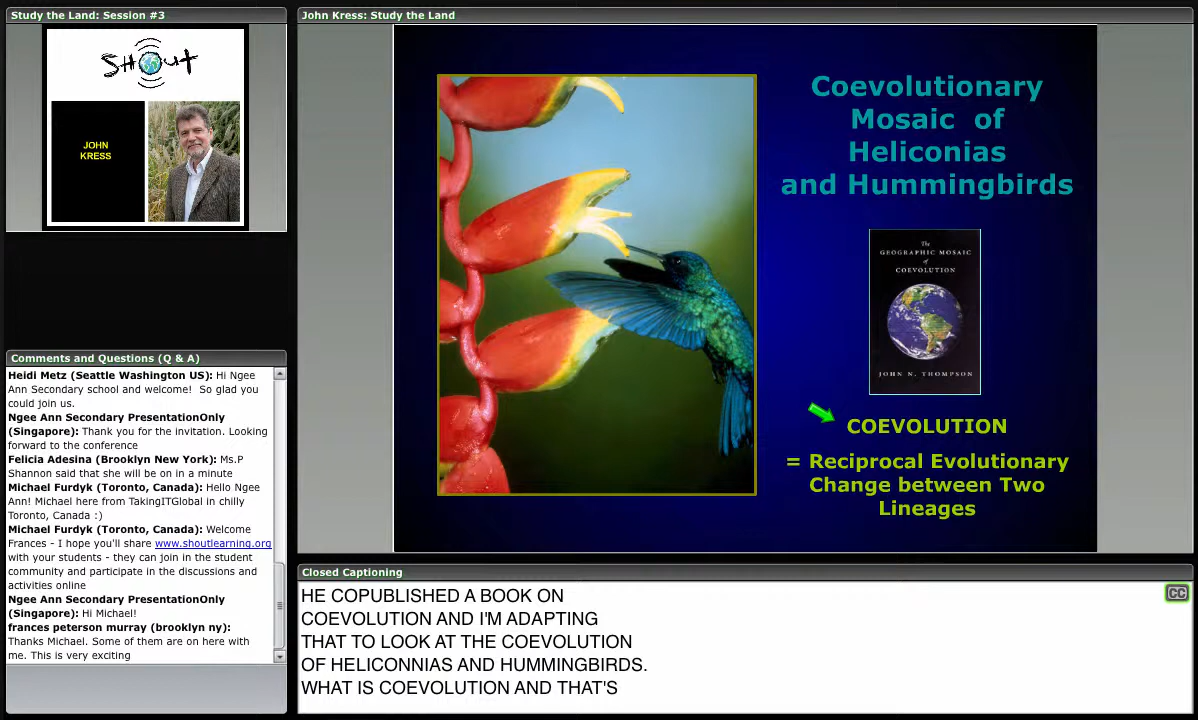 Study the Land: Session #3
SHOUT
JOHN
KRESS
Comments and Questions (Q & A)
Heidi Metz (Seattle Washington US): Hi Ngee
Ann Secondary school and welcome!  So glad you
could join us.
Ngee Ann Secondary PresentationOnly
(Singapore): Thank you for the invitation. Looking
forward to the conference
Felicia Adesina (Brooklyn New York): Ms.P
Shannon said that she will be on in a minute
Michael Furdyk (Toronto, Canada): Hello Ngee
Ann! Michael here from TakingITGlobal in chilly
Toronto, Canada :)
Michael Furdyk (Toronto, Canada): Welcome
Frances - I hope you'll share www.shoutlearning.org
with your students - they can join in the student
community and participate in the discussions and
activities online
Ngee Ann Secondary PresentationOnly
(Singapore): Hi Michael!
frances peterson murray (brooklyn ny):
Thanks Michael. Some of them are on here with
me. This is very exciting
John Kress: Study the Land
Coevolutionary
Mosaic of
Heliconias
and Hummingbirds
The
GEOGRAPHIC MOSAIC
of
COEVOLUTION
JOHN N. THOMPSON
COEVOLUTION
= Reciprocal Evolutionary
Change between Two
Lineages
Closed Captioning
CC
HE COPUBLISHED A BOOK ON
COEVOLUTION AND I'M ADAPTING
THAT TO LOOK AT THE COEVOLUTION
OF HELICONNIAS AND HUMMINGBIRDS.
WHAT IS COEVOLUTION AND THAT'S